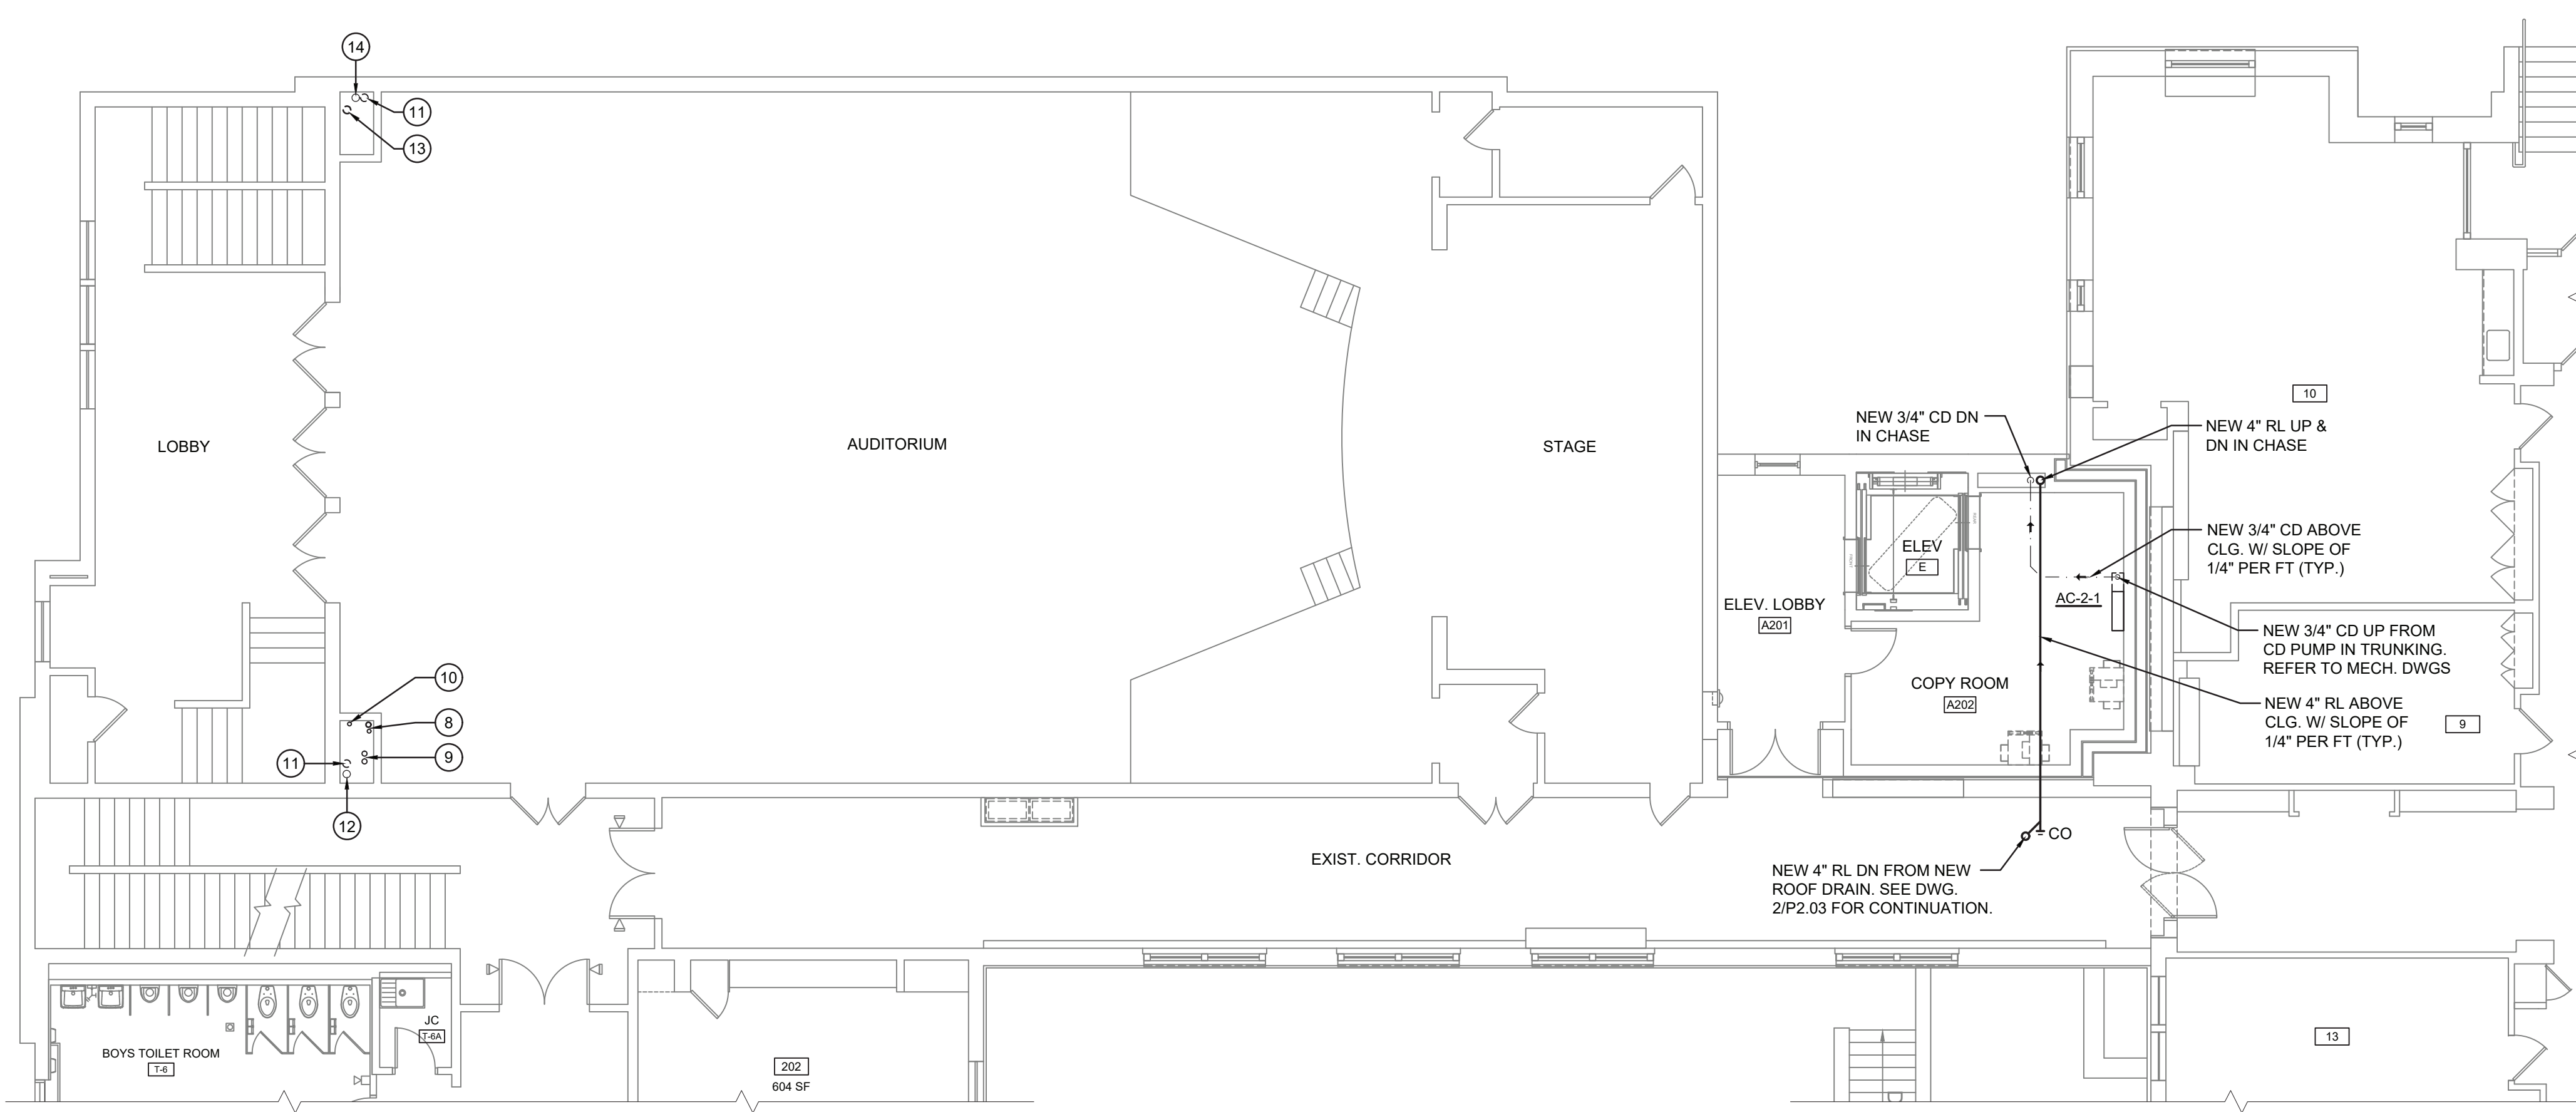 14
11
13
10
NEW 3/4" CD DN
IN CHASE
NEW 4" RL UP &
DN IN CHASE
LOBBY
AUDITORIUM
STAGE
NEW 3/4" CD ABOVE
CLG. W/ SLOPE OF
1/4" PER FT (TYP.)
ELEV
E
AC-2-1
ELEV. LOBBY
A201
NEW 3/4" CD UP FROM
CD PUMP IN TRUNKING.
REFER TO MECH. DWGS
COPY ROOM
A202
NEW 4" RL ABOVE
CLG. W/ SLOPE OF
1/4" PER FT (TYP.)
9
10
8
9
11
12
CO
EXIST. CORRIDOR
NEW 4" RL DN FROM NEW
ROOF DRAIN. SEE DWG.
2/P2.03 FOR CONTINUATION.
JC
T-6A
BOYS TOILET ROOM
T-6
202
604 SF
13